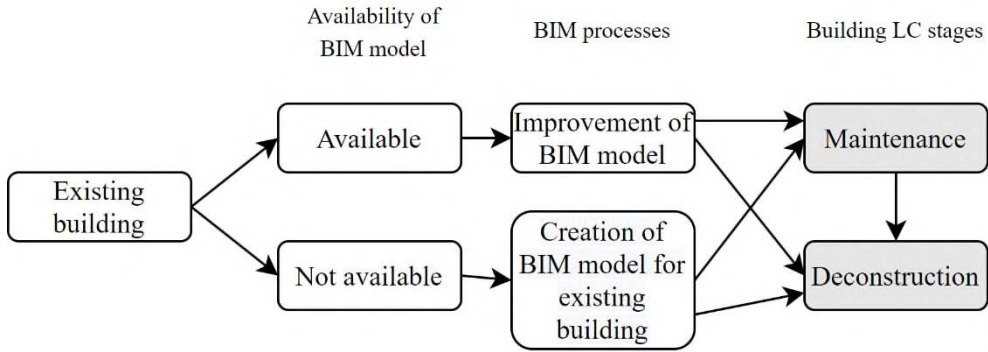 Availability of
BIM model
BIM processes
Building LC stages
Existing
building
Available
Improvement of
BIM model
Maintenance
Not available
Creation of
BIM model for
existing
building
Deconstruction